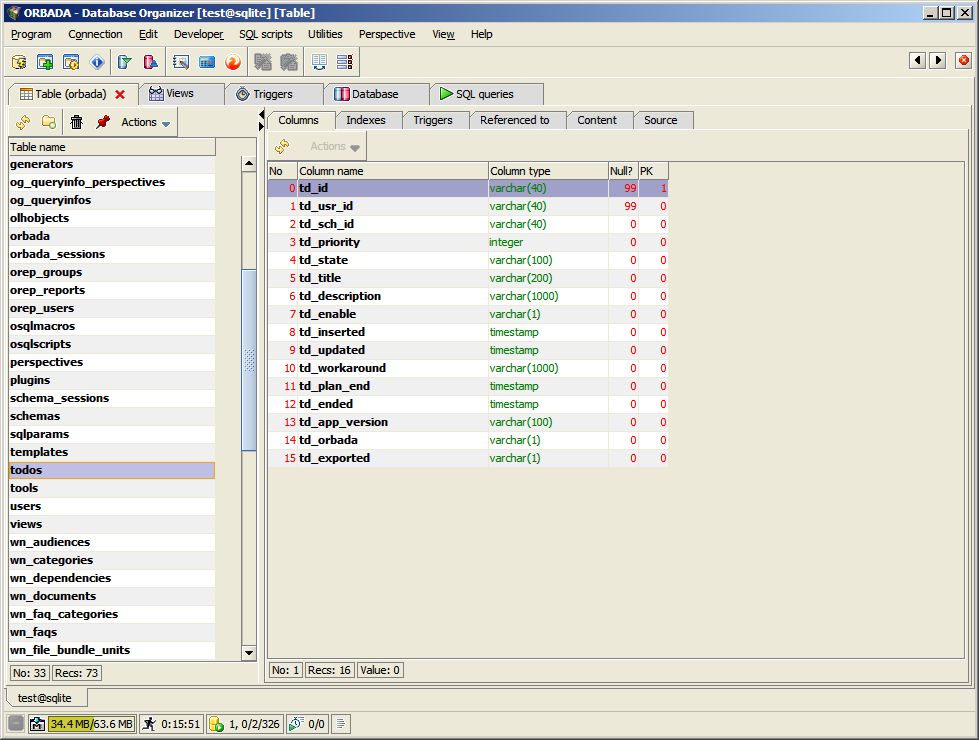 ORBADA - Database Organizer [test@sqlite] [Table]
Program Connection Edit Developer SQL scripts Utilities Perspective View Help
Table (orbada) Views Triggers Database SQL queries
Actions
Table name
generators
og_queryinfo_perspectives
og_queryinfos
olhobjects
orbada
orbada_sessions
orep_groups
orep_reports
orep_users
osqlmacros
osqlscripts
perspectives
plugins
schema_sessions
schemas
sqlparams
templates
todos
tools
users
views
wn_audiences
wn_categories
wn_dependencies
wn_documents
wn_faq_categories
wn_faqs
wn_file_bundle_units
No: 33 Recs: 73
Columns Indexes Triggers Referenced to Content Source
Actions
No Column name Column type Null? PK
0 td_id varchar(40) 99 1
1 td_usr_id varchar(40) 99 0
2 td_sch_id varchar(40) 0 0
3 td_priority integer 0 0
4 td_state varchar(100) 0 0
5 td_title varchar(200) 0 0
6 td_description varchar(1000) 0 0
7 td_enable varchar(1) 0 0
8 td_inserted timestamp 0 0
9 td_updated timestamp 0 0
10 td_workaround varchar(1000) 0 0
11 td_plan_end timestamp 0 0
12 td_ended timestamp 0 0
13 td_app_version varchar(100) 0 0
14 td_orbada varchar(1) 0 0
15 td_exported varchar(1) 0 0
No: 1 Recs: 16 Value: 0
test@sqlite
34.4 MB/63.6 MB 0:15:51 1, 0/2/326 0/0